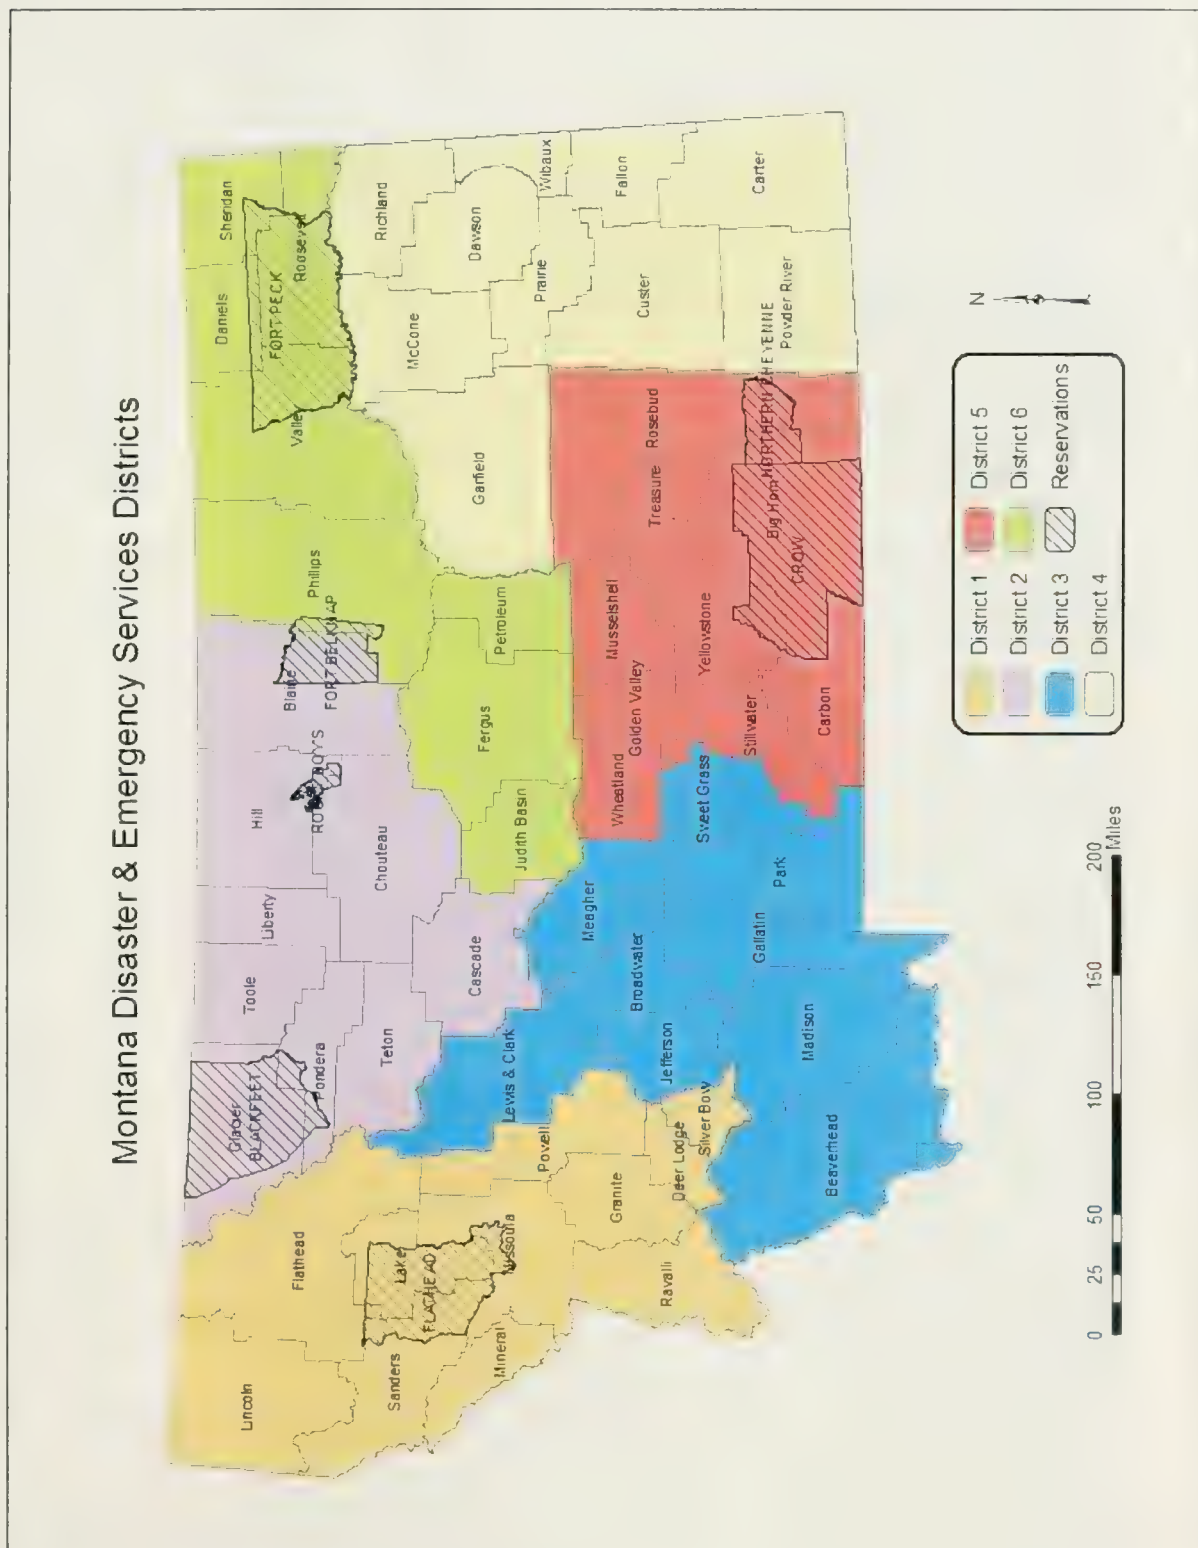 Montana Disaster & Emergency Services Districts
Lincoln
Flathead
Glacier
BLACKFEET
Toole
Liberty
Hill
Blaine
Phillips
Valley
Daniels
Sheridan
FORT PECK
Roosevelt
Pondera
ROCKY BOYS
FORT BELKNAP
Sanders
Lake
FLATHEAD
Teton
Chouteau
McCone
Richland
Mineral
Missoula
Powell
Lewis & Clark
Cascade
Judith Basin
Fergus
Petroleum
Garfield
Dawson
Prairie
Wibaux
Granite
Meagher
Wheatland
Golden Valley
Musselshell
Ravalli
Deer Lodge
Silver Bow
Jefferson
Broadwater
Treasure
Rosebud
Custer
Fallon
Sweet Grass
Yellowstone
Stillwater
Beaverhead
Madison
Gallatin
Park
Carbon
CROW
Big Horn
NORTHERN CHEYENNE
Powder River
Carter
0 25 50 100 150 200
Miles
District 1
District 2
District 3
District 4
District 5
District 6
Reservations
N